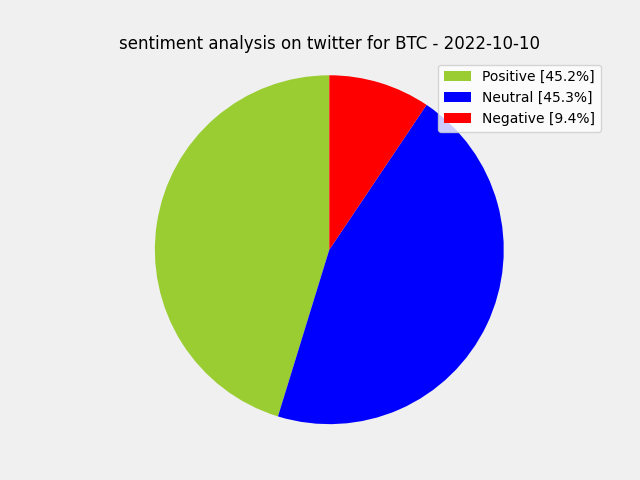 sentiment analysis on twitter for BTC - 2022-10-10
Positive [45.2%]
Neutral [45.3%]
Negative [9.4%]